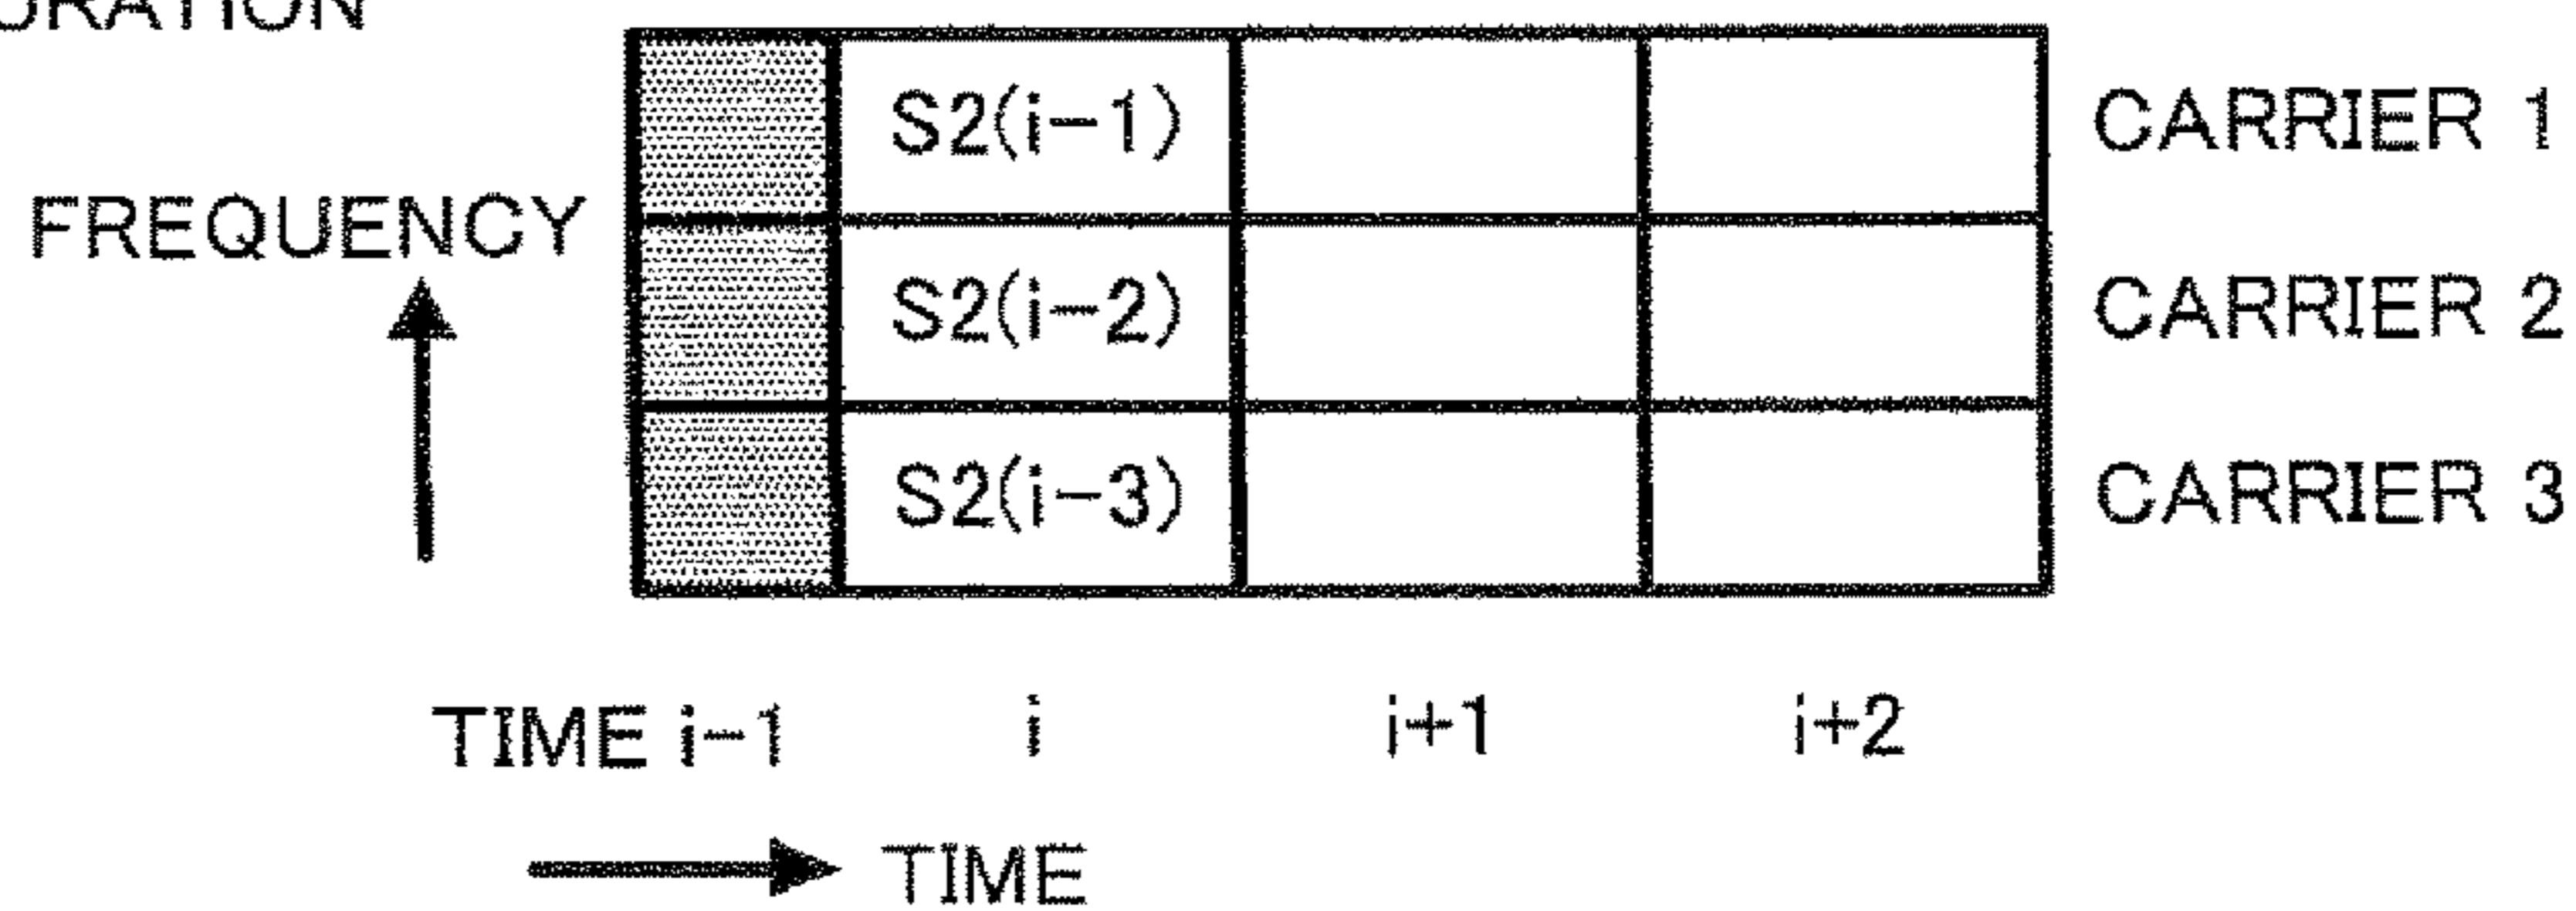 S2(i-1) CARRIER 1
FREQUENCY
S2(i-2) CARRIER 2
S2(i-3) CARRIER 3
TIME i-1 i i+1 i+2
TIME